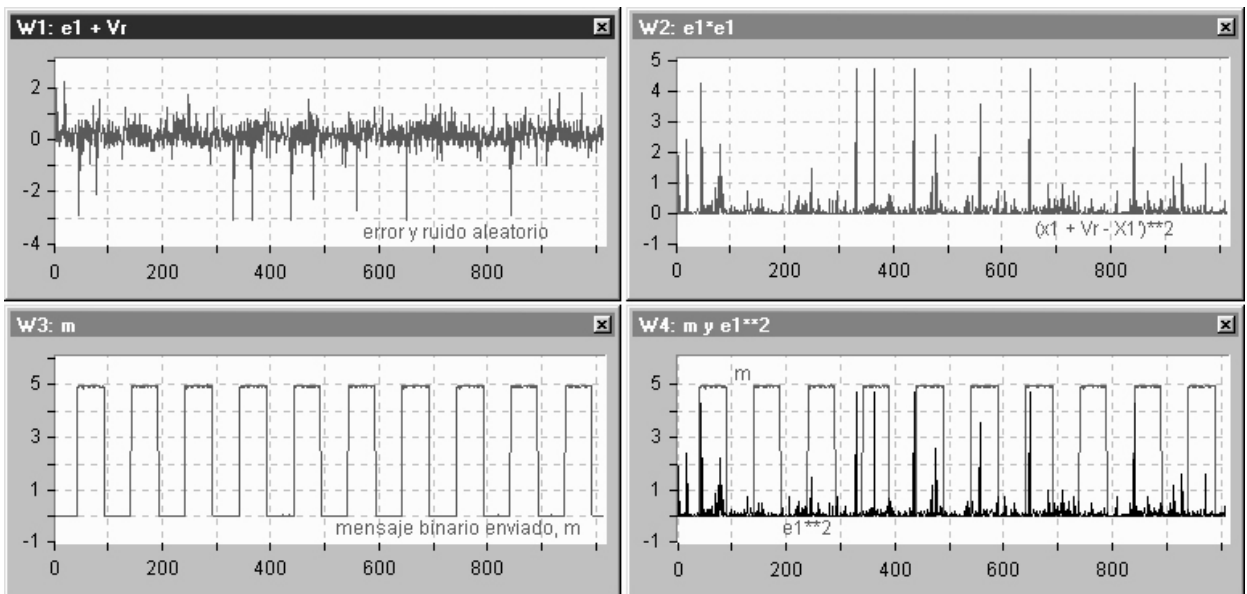 W1: e1 + Vr
2
0
-2
-4
error y ruido aleatorio
0 200 400 600 800
W2: e1*e1
5
4
3
2
1
0
-1
(x1 + Vr - X1')**2
0 200 400 600 800
W3: m
5
3
1
-1
mensaje binario enviado, m
0 200 400 600 800
W4: m y e1**2
m
5
3
1
-1
e1**2
0 200 400 600 800